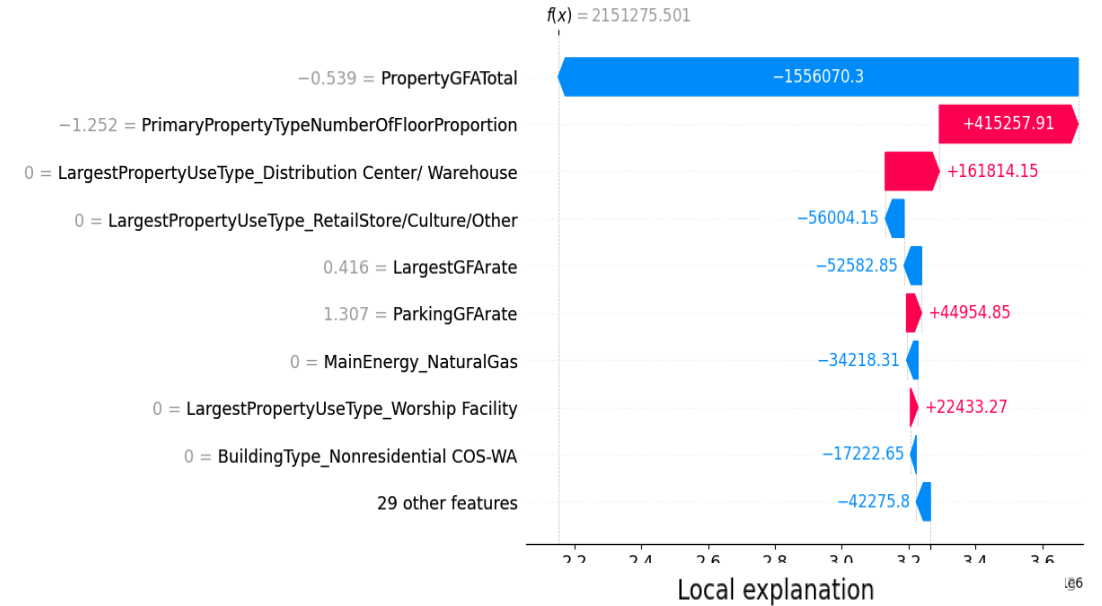 f(x) = 2151275.501
−0.539 = PropertyGFATotal
−1556070.3
−1.252 = PrimaryPropertyTypeNumberOfFloorProportion
+415257.91
0 = LargestPropertyUseType_Distribution Center/ Warehouse
+161814.15
0 = LargestPropertyUseType_RetailStore/Culture/Other
−56004.15
0.416 = LargestGFArate
−52582.85
1.307 = ParkingGFArate
+44954.85
0 = MainEnergy_NaturalGas
−34218.31
0 = LargestPropertyUseType_Worship Facility
+22433.27
0 = BuildingType_Nonresidential COS-WA
−17222.65
29 other features
−42275.8
2.2 2.4 2.6 2.8 3.0 3.2 3.4 3.6
Local explanation